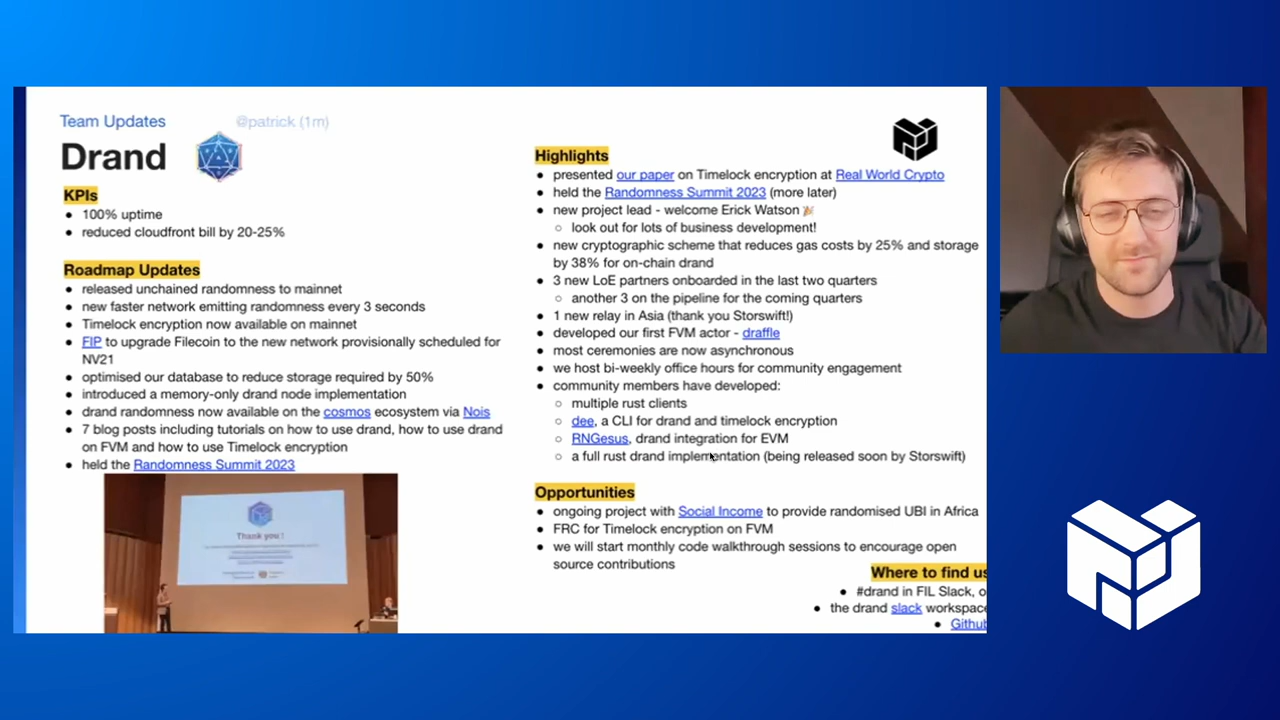 Team Updates
@patrick (1m)
Drand
KPIs
● 100% uptime
● reduced cloudfront bill by 20-25%
Roadmap Updates
● released unchained randomness to mainnet
● new faster network emitting randomness every 3 seconds
● Timelock encryption now available on mainnet
● FIP to upgrade Filecoin to the new network provisionally scheduled for
NV21
● optimised our database to reduce storage required by 50%
● introduced a memory-only drand node implementation
● drand randomness now available on the cosmos ecosystem via Nois
● 7 blog posts including tutorials on how to use drand, how to use drand
on FVM and how to use Timelock encryption
● held the Randomness Summit 2023
Thank you !
Highlights
● presented our paper on Timelock encryption at Real World Crypto
● held the Randomness Summit 2023 (more later)
● new project lead - welcome Erick Watson 🎉
○ look out for lots of business development!
● new cryptographic scheme that reduces gas costs by 25% and storage
by 38% for on-chain drand
● 3 new LoE partners onboarded in the last two quarters
○ another 3 on the pipeline for the coming quarters
● 1 new relay in Asia (thank you Storswift!)
● developed our first FVM actor - draffle
● most ceremonies are now asynchronous
● we host bi-weekly office hours for community engagement
● community members have developed:
○ multiple rust clients
○ dee, a CLI for drand and timelock encryption
○ RNGesus, drand integration for EVM
○ a full rust drand implementation (being released soon by Storswift)
Opportunities
● ongoing project with Social Income to provide randomised UBI in Africa
● FRC for Timelock encryption on FVM
● we will start monthly code walkthrough sessions to encourage open
source contributions
Where to find us
● #drand in FIL Slack, o
● the drand slack workspace
● Github